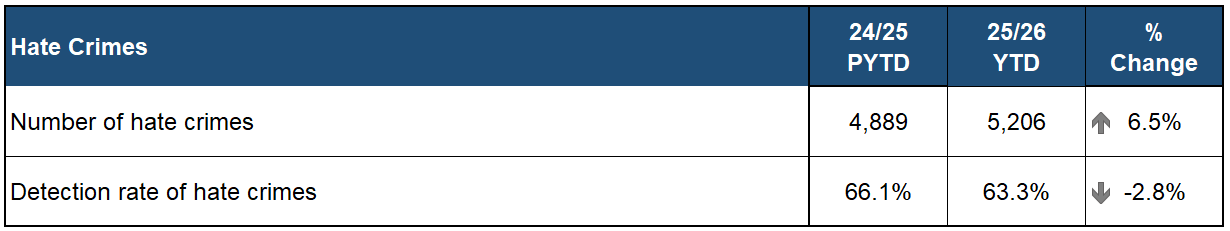 Hate Crimes 24/25 PYTD 25/26 YTD % Change
Number of hate crimes 4,889 5,206 6.5%
Detection rate of hate crimes 66.1% 63.3% -2.8%